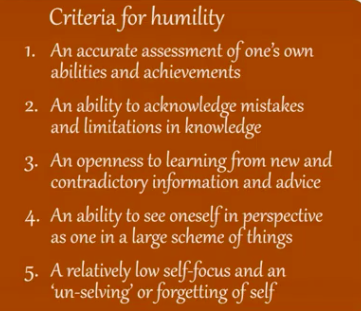 Criteria for humility
1. An accurate assessment of one's own
abilities and achievements
2. An ability to acknowledge mistakes
and limitations in knowledge
3. An openness to learning from new and
contradictory information and advice
4. An ability to see oneself in perspective
as one in a large scheme of things
5. A relatively low self-focus and an
‘un-selving’ or forgetting of self